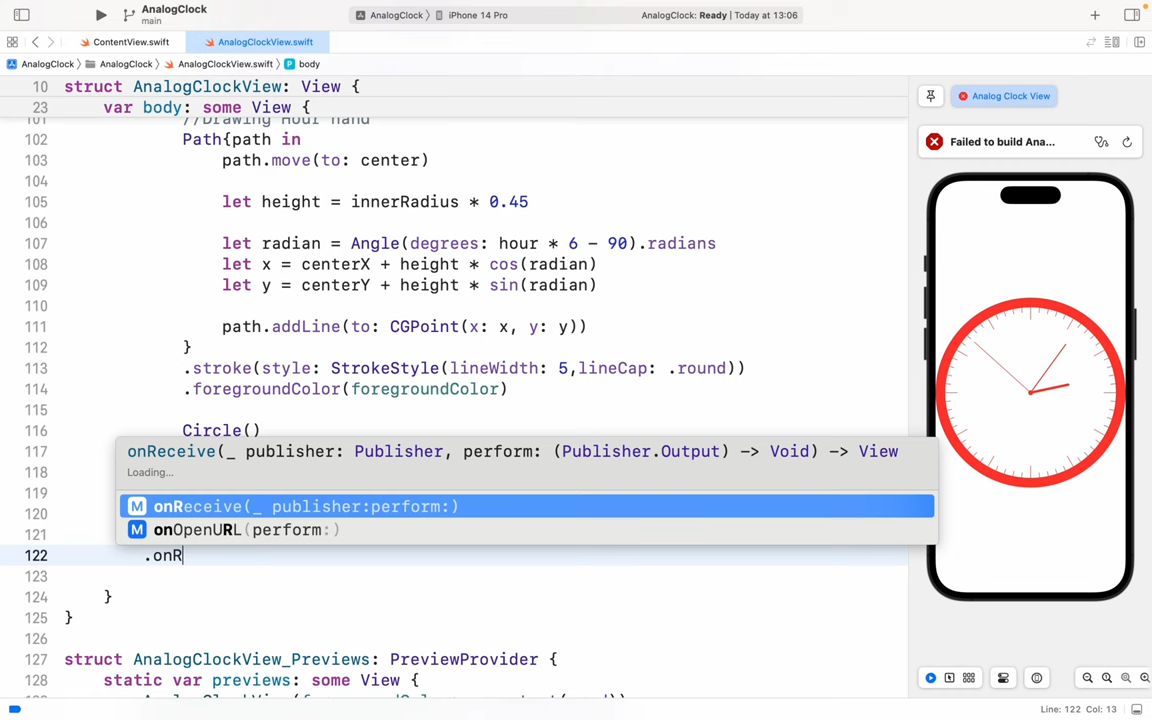 AnalogClock
main
AnalogClock
iPhone 14 Pro
AnalogClock: Ready | Today at 13:06
ContentView.swift
AnalogClockView.swift
AnalogClock
AnalogClock
AnalogClockView.swift
P
body
10 struct AnalogClockView: View {
23 var body: some View {
101 //Drawing Hour hand
102 Path{path in
103 path.move(to: center)
104
105 let height = innerRadius * 0.45
106
107 let radian = Angle(degrees: hour * 6 - 90).radians
108 let x = centerX + height * cos(radian)
109 let y = centerY + height * sin(radian)
110
111 path.addLine(to: CGPoint(x: x, y: y))
112 }
113 .stroke(style: StrokeStyle(lineWidth: 5,lineCap: .round))
114 .foregroundColor(foregroundColor)
115
116 Circle()
117
118
119
120
121
122 .onR
123
124 }
125 }
126
127 struct AnalogClockView_Previews: PreviewProvider {
128 static var previews: some View {
onReceive(_ publisher: Publisher, perform: (Publisher.Output) -> Void) -> View
Loading...
M onReceive(_ publisher:perform:)
M onOpenURL(perform:)
Analog Clock View
Failed to build Ana...
Line: 122 Col: 13